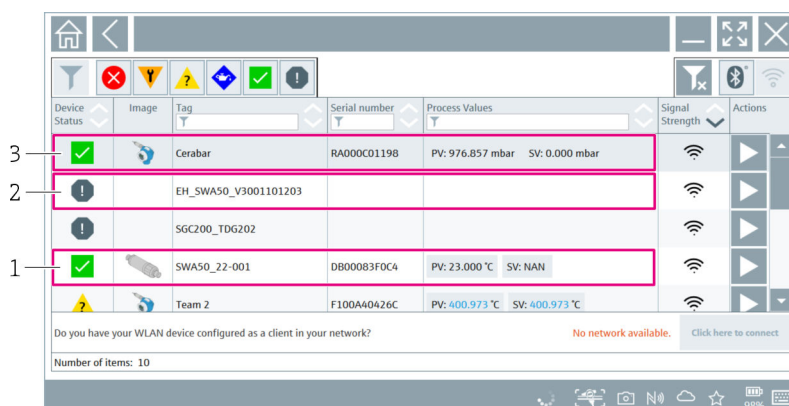 Device Status Image Tag Serial number Process Values Signal Strength Actions
3 Cerabar RA000C01198 PV: 976.857 mbar SV: 0.000 mbar
2 EH_SWA50_V3001101203
SGC200_TDG202
1 SWA50_22-001 DB00083F0C4 PV: 23.000 °C SV: NAN
Team 2 F100A40426C PV: 400.973 °C SV: 400.973 °C
Do you have your WLAN device configured as a client in your network? No network available. Click here to connect
Number of items: 10
98%